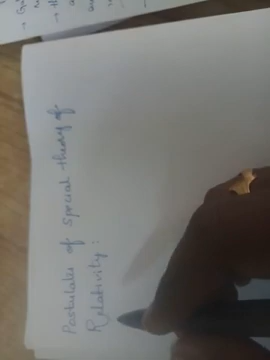 Postulates of special theory of
Relativity: